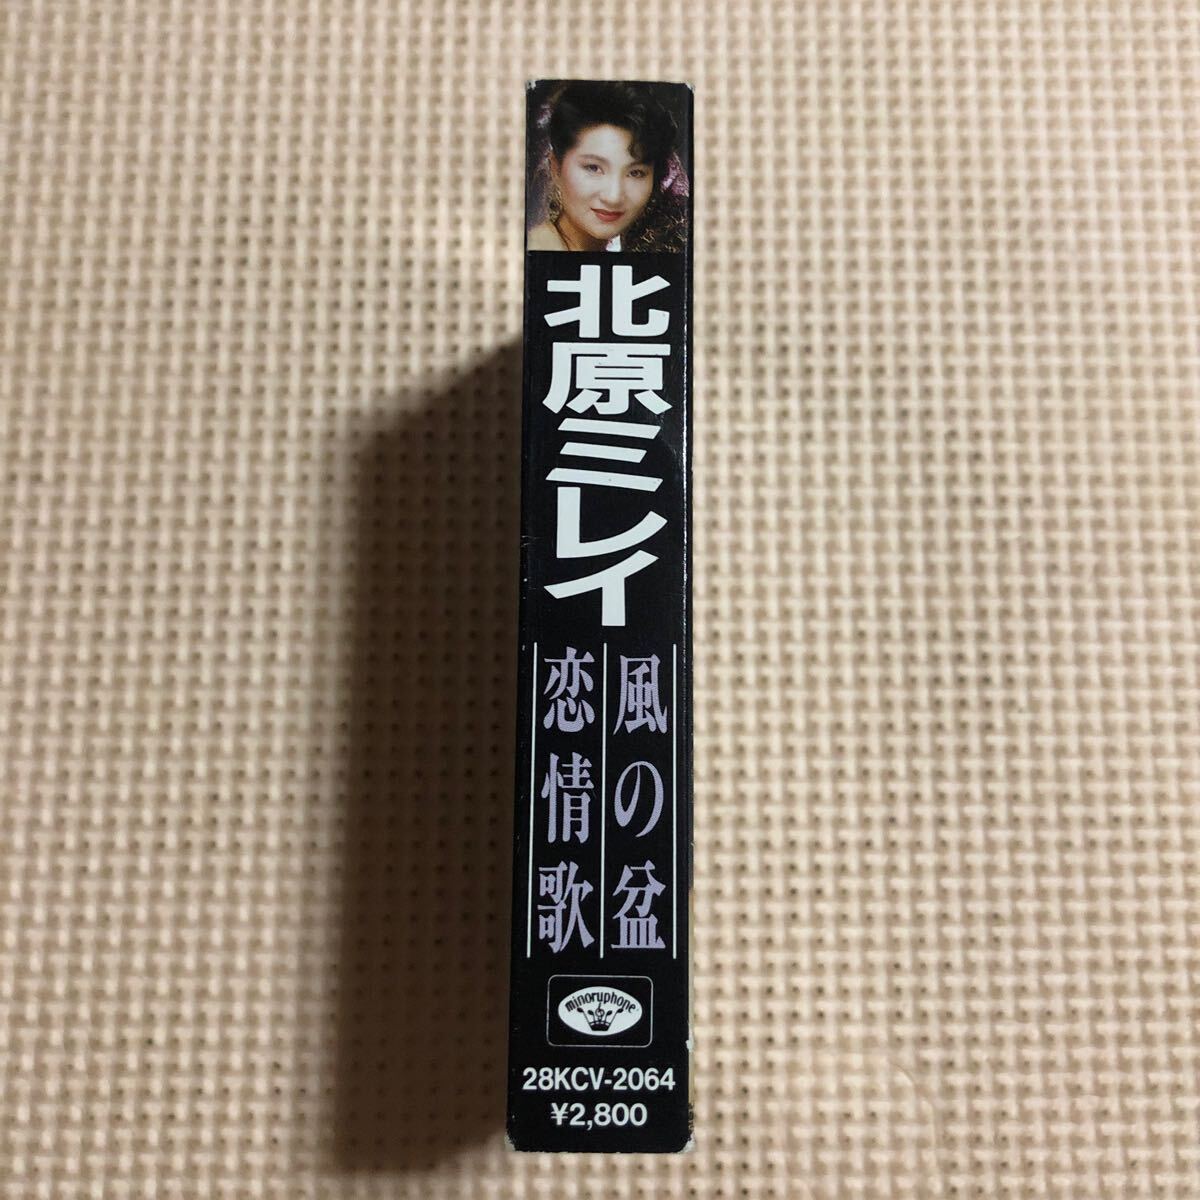 北原ミレイ
風の盆
恋情歌
minoruphone
28KCV-2064
¥2,800